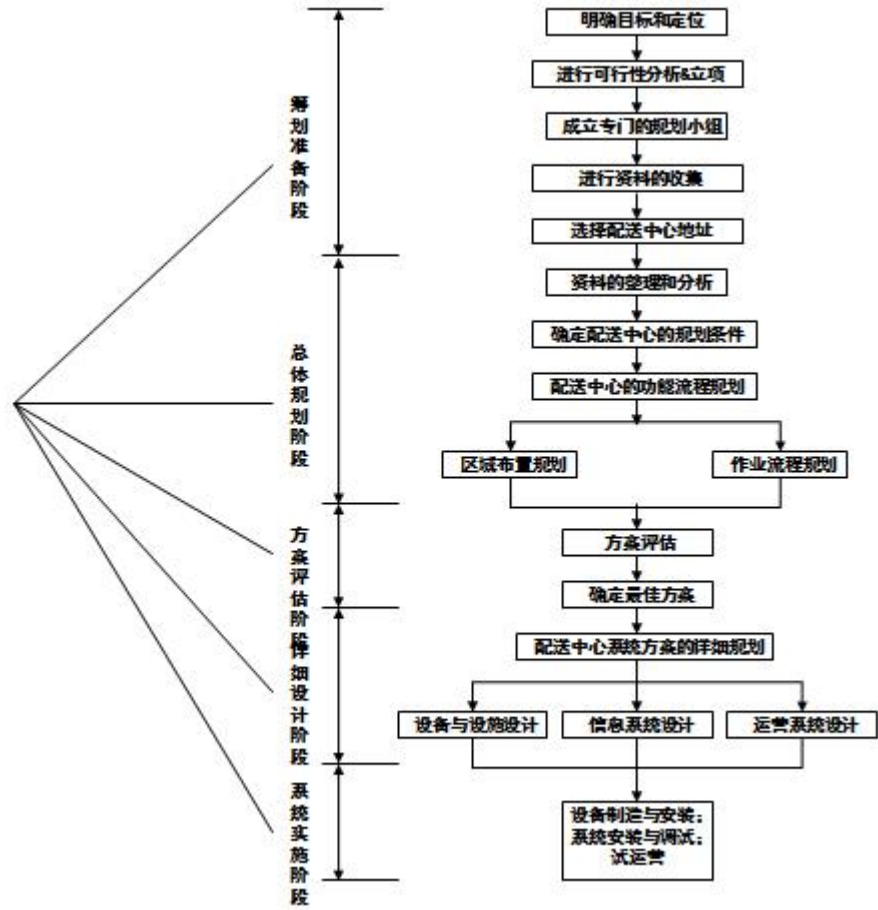 明确目标和定位
进行可行性分析&立项
成立专门的规划小组
进行资料的收集
选择配送中心地址
筹划准备阶段
资料的整理和分析
确定配送中心的规划条件
配送中心的功能流程规划
区域布置规划
作业流程规划
总体规划阶段
方案评估
确定最佳方案
方案评估阶段
配送中心系统方案的详细规划
设备与设施设计
信息系统设计
运营系统设计
详细设计阶段
设备制造与安装;
系统安装与调试;
试运营
系统实施阶段